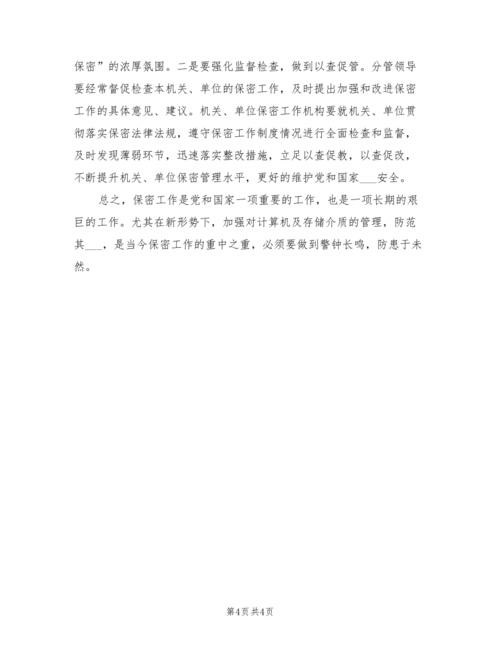 保密”的浓厚氛围。二是要强化监督检查，做到以查促管。分管领导
要经常督促检查本机关、单位的保密工作，及时提出加强和改进保密
工作的具体意见、建议。机关、单位保密工作机构要就机关、单位贯
彻落实保密法律法规，遵守保密工作制度情况进行全面检查和监督，
及时发现薄弱环节，迅速落实整改措施，立足以查促教，以查促改，
不断提升机关、单位保密管理水平，更好的维护党和国家___安全。
总之，保密工作是党和国家一项重要的工作，也是一项长期的艰
巨的工作。尤其在新形势下，加强对计算机及存储介质的管理，防范
其___，是当今保密工作的重中之重，必须要做到警钟长鸣，防患于未
然。
第4页 共4页